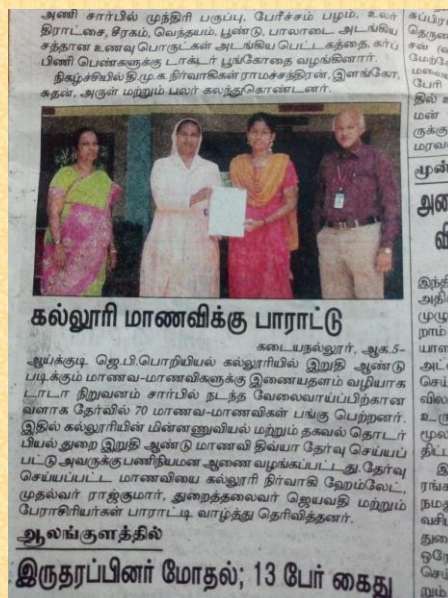 அணி சார்பில் முந்திரி பருப்பு, பேரீச்சம் பழம், உலர்
திராட்சை, சீரகம், வெந்தயம், பூண்டு, பாலாடை அடங்கிய
சத்தான உணவு பொருட்கள் அடங்கிய பெட்டகத்தை, கர்ப்
பிணி பெண்களுக்கு டாக்டர் பூங்கோதை வழங்கினார்.
நிகழ்ச்சியில் தி.மு.க. நிர்வாகிகள் ராமச்சந்திரன், இளங்கோ,
சுதன், அருள் மற்றும் பலர் கலந்துகொண்டனர்.
கல்லூரி மாணவிக்கு பாராட்டு
கடையநல்லூர், ஆக.5-
ஆய்க்குடி ஜெ.பி.பொறியியல் கல்லூரியில் இறுதி ஆண்டு
படிக்கும் மாணவ-மாணவிகளுக்கு இணையதளம் வழியாக
டாடா நிறுவனம் சார்பில் நடந்த வேலைவாய்ப்பிற்கான
வளாக தேர்வில் 70 மாணவ-மாணவிகள் பங்கு பெற்றனர்.
இதில் கல்லூரியின் மின்னணுவியல் மற்றும் தகவல் தொடர்
பியல் துறை இறுதி ஆண்டு மாணவி திவ்யா தேர்வு செய்யப்
பட்டு அவருக்கு பணிநியமன ஆணை வழங்கப்பட்டது. தேர்வு
செய்யப்பட்ட மாணவியை கல்லூரி நிர்வாகி ஹேம்லேட்,
முதல்வர் ராஜ்குமார், துறைத்தலைவர் ஜெயவதி மற்றும்
பேராசிரியர்கள் பாராட்டி வாழ்த்து தெரிவித்தனர்.
ஆலங்குளத்தில்
இருதரப்பினர் மோதல்; 13 பேர் கைது